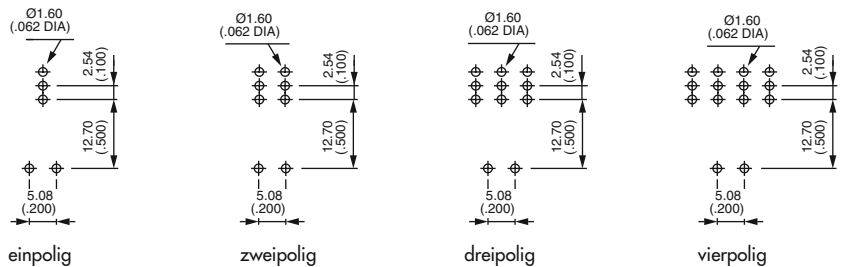 Ø1.60
(.062 DIA)
2.54
(.100)
12.70
(.500)
5.08
(.200)
einpolig
Ø1.60
(.062 DIA)
2.54
(.100)
12.70
(.500)
5.08
(.200)
zweipolig
Ø1.60
(.062 DIA)
2.54
(.100)
12.70
(.500)
5.08
(.200)
dreipolig
Ø1.60
(.062 DIA)
2.54
(.100)
12.70
(.500)
5.08
(.200)
vierpolig